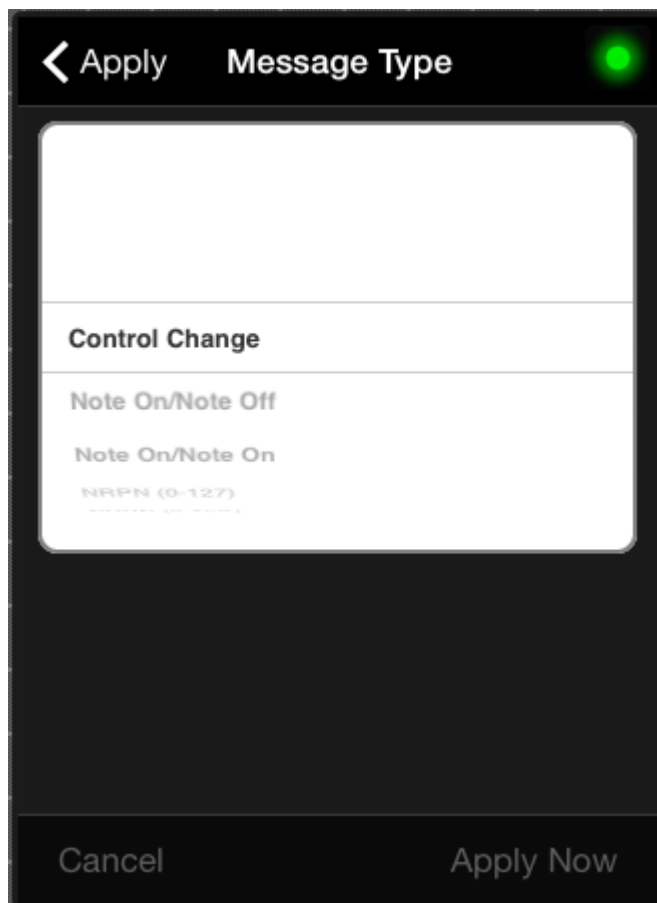 Apply Message Type
Control Change
Note On/Note Off
Note On/Note On
NRPN (0-127)
Cancel Apply Now